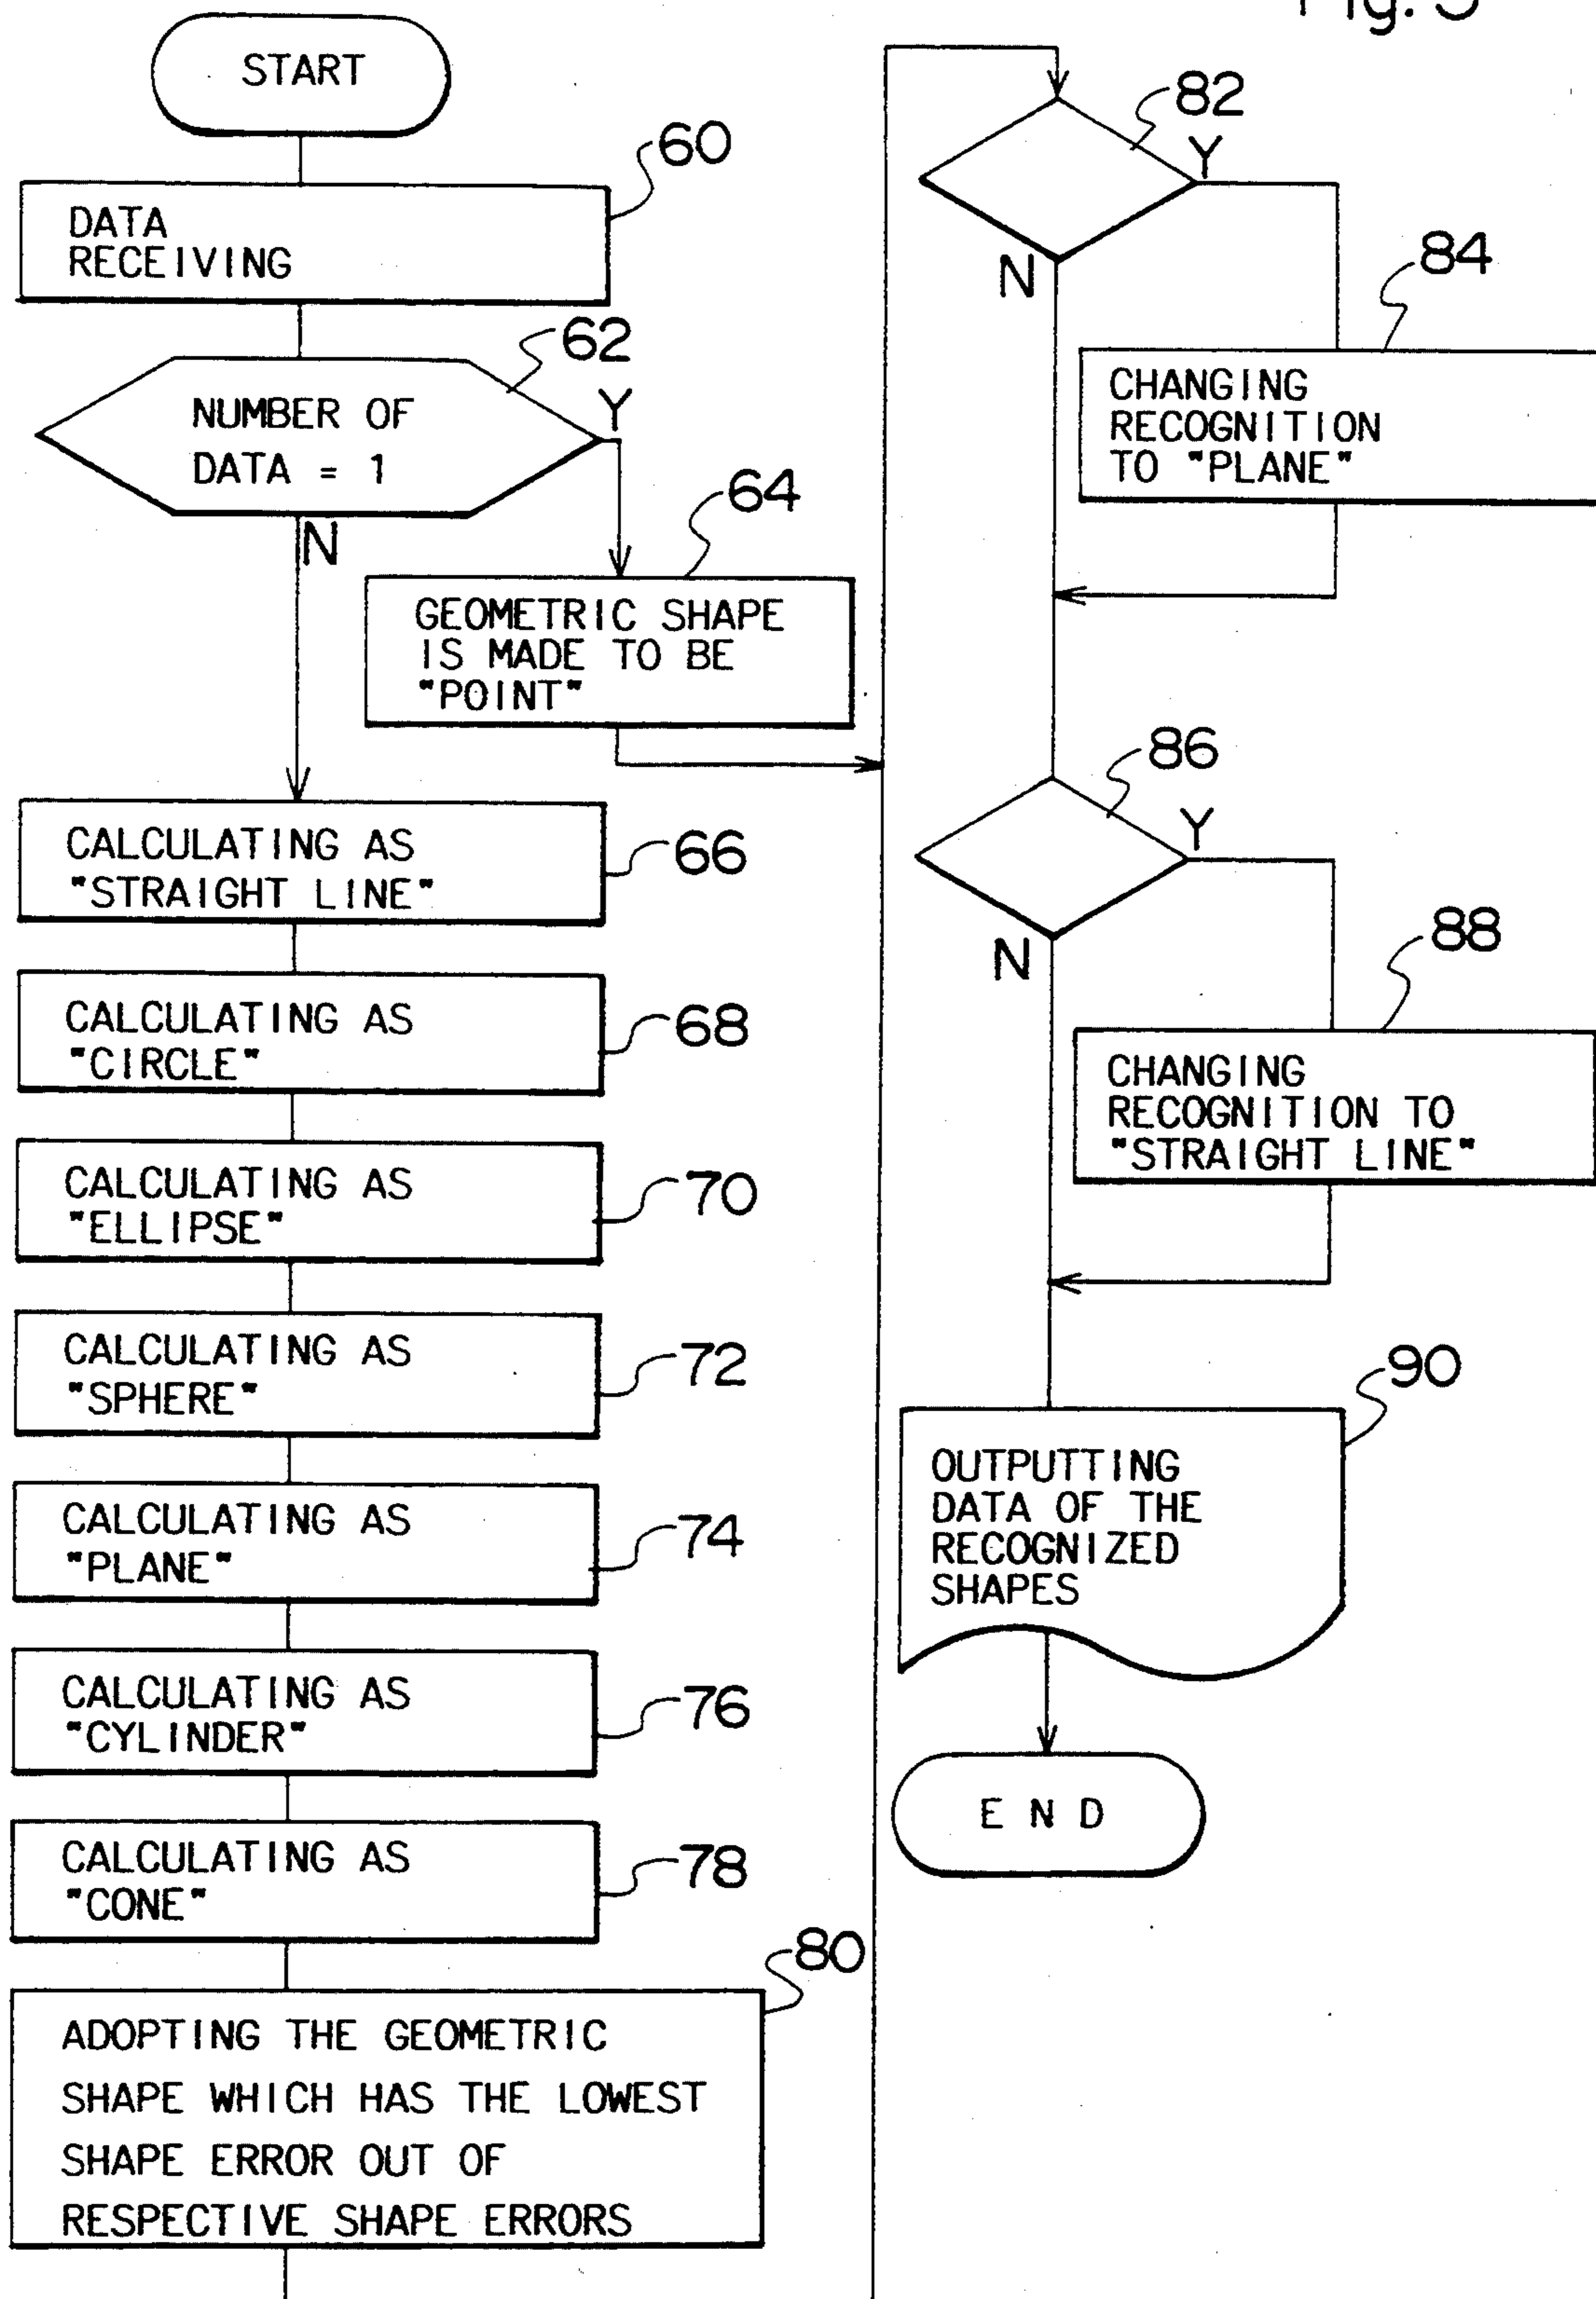 Fig. 5
START
60
DATA
RECEIVING
62
NUMBER OF
DATA = 1
Y
N
64
GEOMETRIC SHAPE
IS MADE TO BE
"POINT"
CALCULATING AS
"STRAIGHT LINE"
66
CALCULATING AS
"CIRCLE"
68
CALCULATING AS
"ELLIPSE"
70
CALCULATING AS
"SPHERE"
72
CALCULATING AS
"PLANE"
74
CALCULATING AS
"CYLINDER"
76
CALCULATING AS
"CONE"
78
80
ADOPTING THE GEOMETRIC
SHAPE WHICH HAS THE LOWEST
SHAPE ERROR OUT OF
RESPECTIVE SHAPE ERRORS
82
Y
N
84
CHANGING
RECOGNITION
TO "PLANE"
86
Y
N
88
CHANGING
RECOGNITION TO
"STRAIGHT LINE"
90
OUTPUTTING
DATA OF THE
RECOGNIZED
SHAPES
E N D